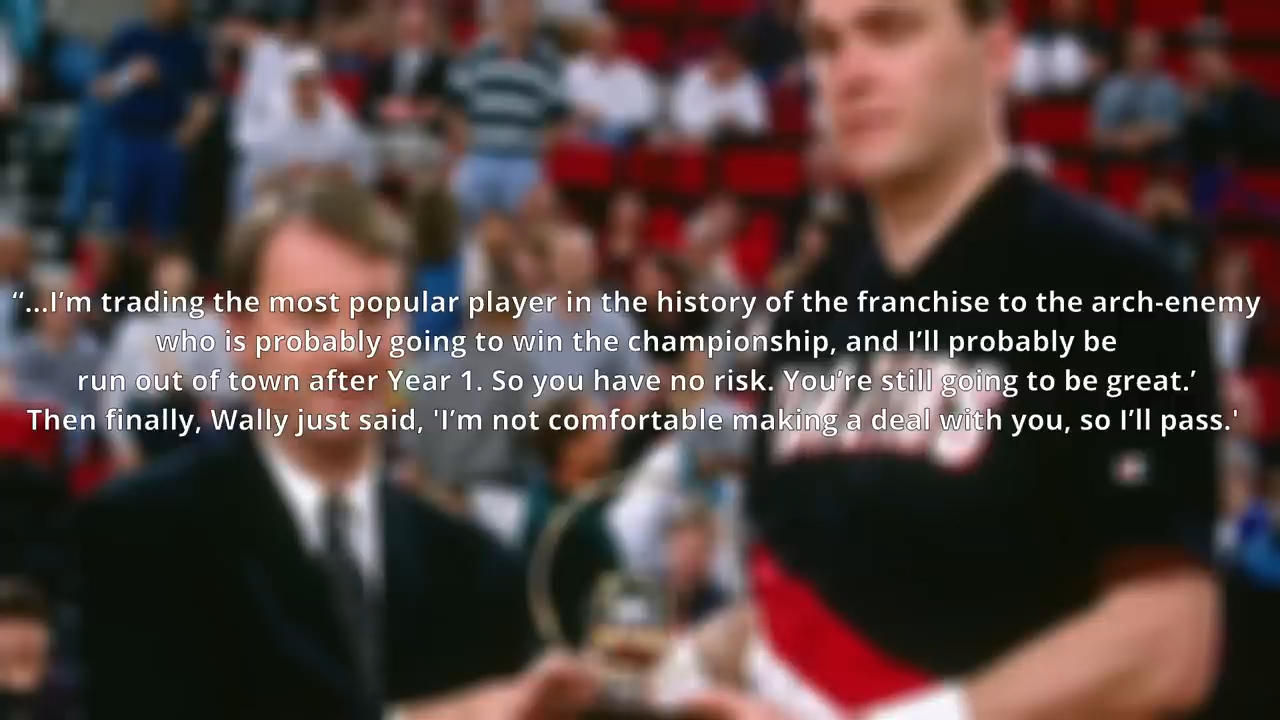 “...I’m trading the most popular player in the history of the franchise to the arch-enemy
who is probably going to win the championship, and I’ll probably be
run out of town after Year 1. So you have no risk. You’re still going to be great.’
Then finally, Wally just said, 'I’m not comfortable making a deal with you, so I’ll pass.'